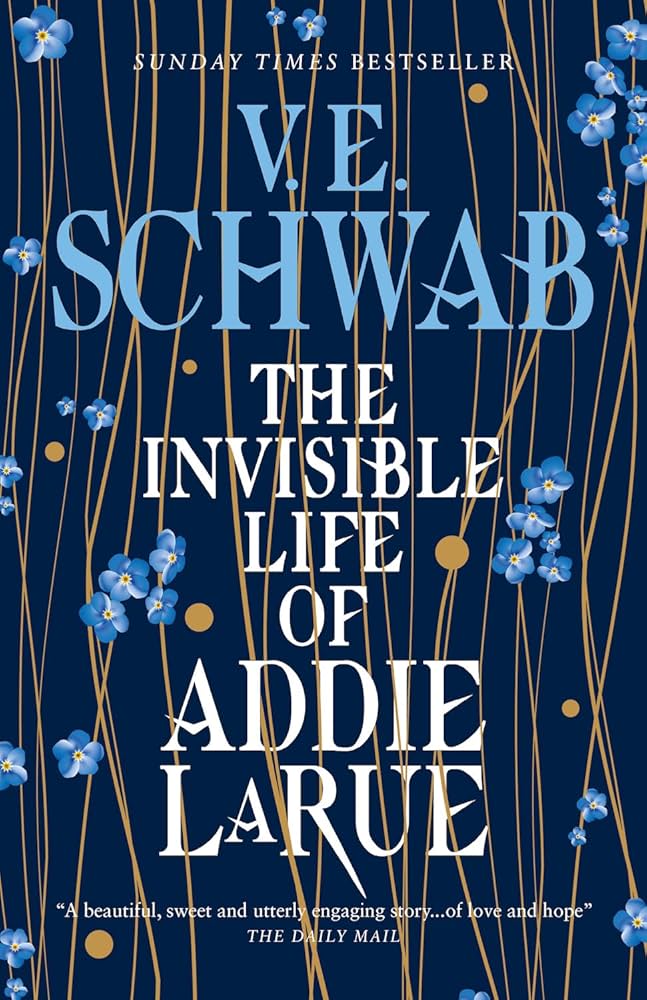 SUNDAY TIMES BESTSELLER
V. E.
SCHWAB
THE
INVISIBLE
LIFE
OF
ADDIE
LARUE
“A beautiful, sweet and utterly engaging story...of love and hope”
THE DAILY MAIL